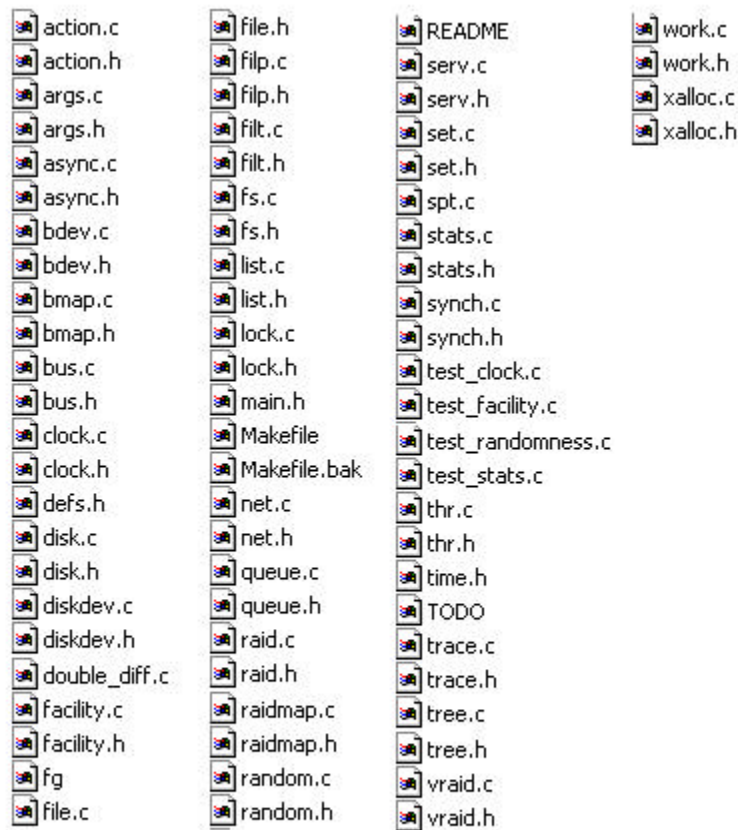 action.c
action.h
args.c
args.h
async.c
async.h
bdev.c
bdev.h
bmap.c
bmap.h
bus.c
bus.h
clock.c
clock.h
defs.h
disk.c
disk.h
diskdev.c
diskdev.h
double_diff.c
facility.c
facility.h
fg
file.c
file.h
filp.c
filp.h
filt.c
filt.h
fs.c
fs.h
list.c
list.h
lock.c
lock.h
main.h
Makefile
Makefile.bak
net.c
net.h
queue.c
queue.h
raid.c
raid.h
raidmap.c
raidmap.h
random.c
random.h
README
serv.c
serv.h
set.c
set.h
spt.c
stats.c
stats.h
synch.c
synch.h
test_clock.c
test_facility.c
test_randomness.c
test_stats.c
thr.c
thr.h
time.h
TODO
trace.c
trace.h
tree.c
tree.h
vraid.c
vraid.h
work.c
work.h
xalloc.c
xalloc.h